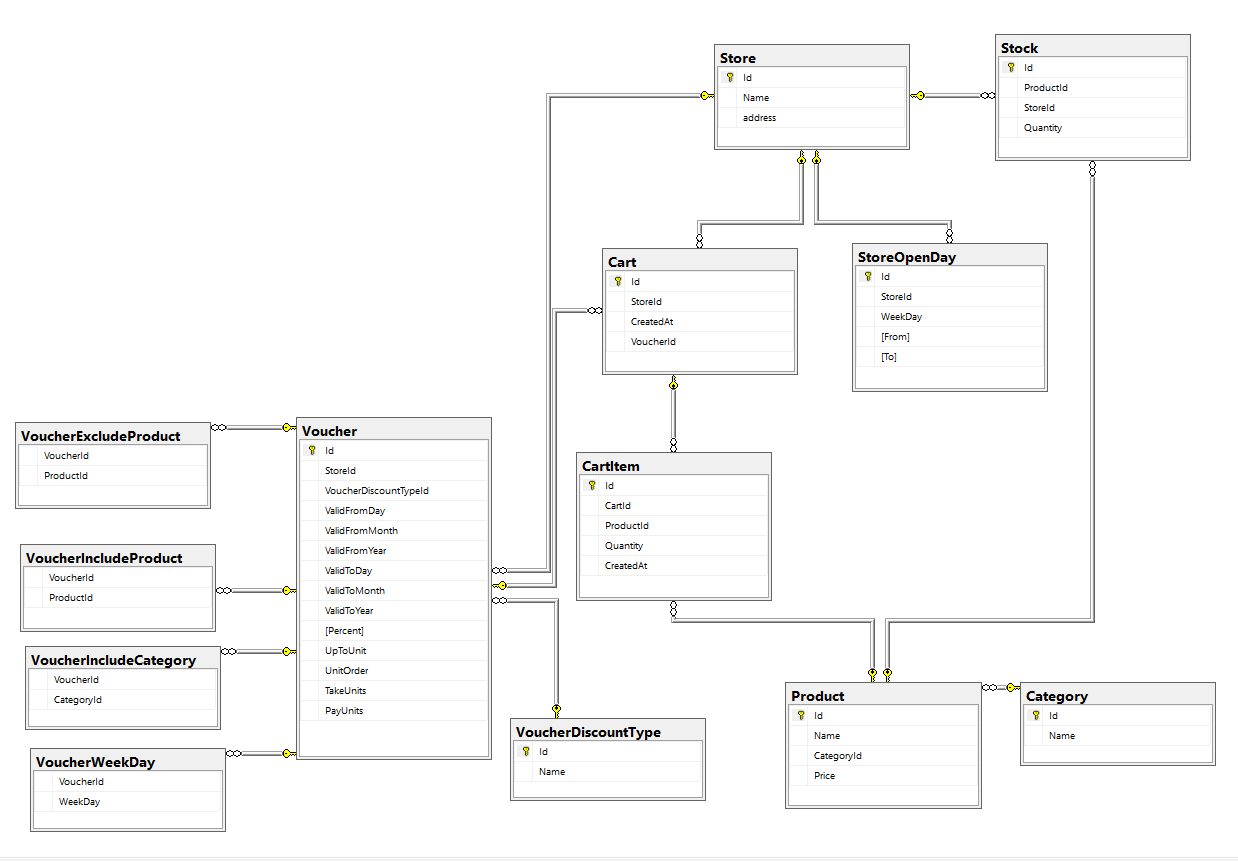 Store
Id
Name
address
Stock
Id
ProductId
StoreId
Quantity
Cart
Id
StoreId
CreatedAt
VoucherId
StoreOpenDay
Id
StoreId
WeekDay
[From]
[To]
VoucherExcludeProduct
VoucherId
ProductId
VoucherIncludeProduct
VoucherId
ProductId
VoucherIncludeCategory
VoucherId
CategoryId
VoucherWeekDay
VoucherId
WeekDay
Voucher
Id
StoreId
VoucherDiscountTypeId
ValidFromDay
ValidFromMonth
ValidFromYear
ValidToDay
ValidToMonth
ValidToYear
[Percent]
UpToUnit
UnitOrder
TakeUnits
PayUnits
CartItem
Id
CartId
ProductId
Quantity
CreatedAt
VoucherDiscountType
Id
Name
Product
Id
Name
CategoryId
Price
Category
Id
Name